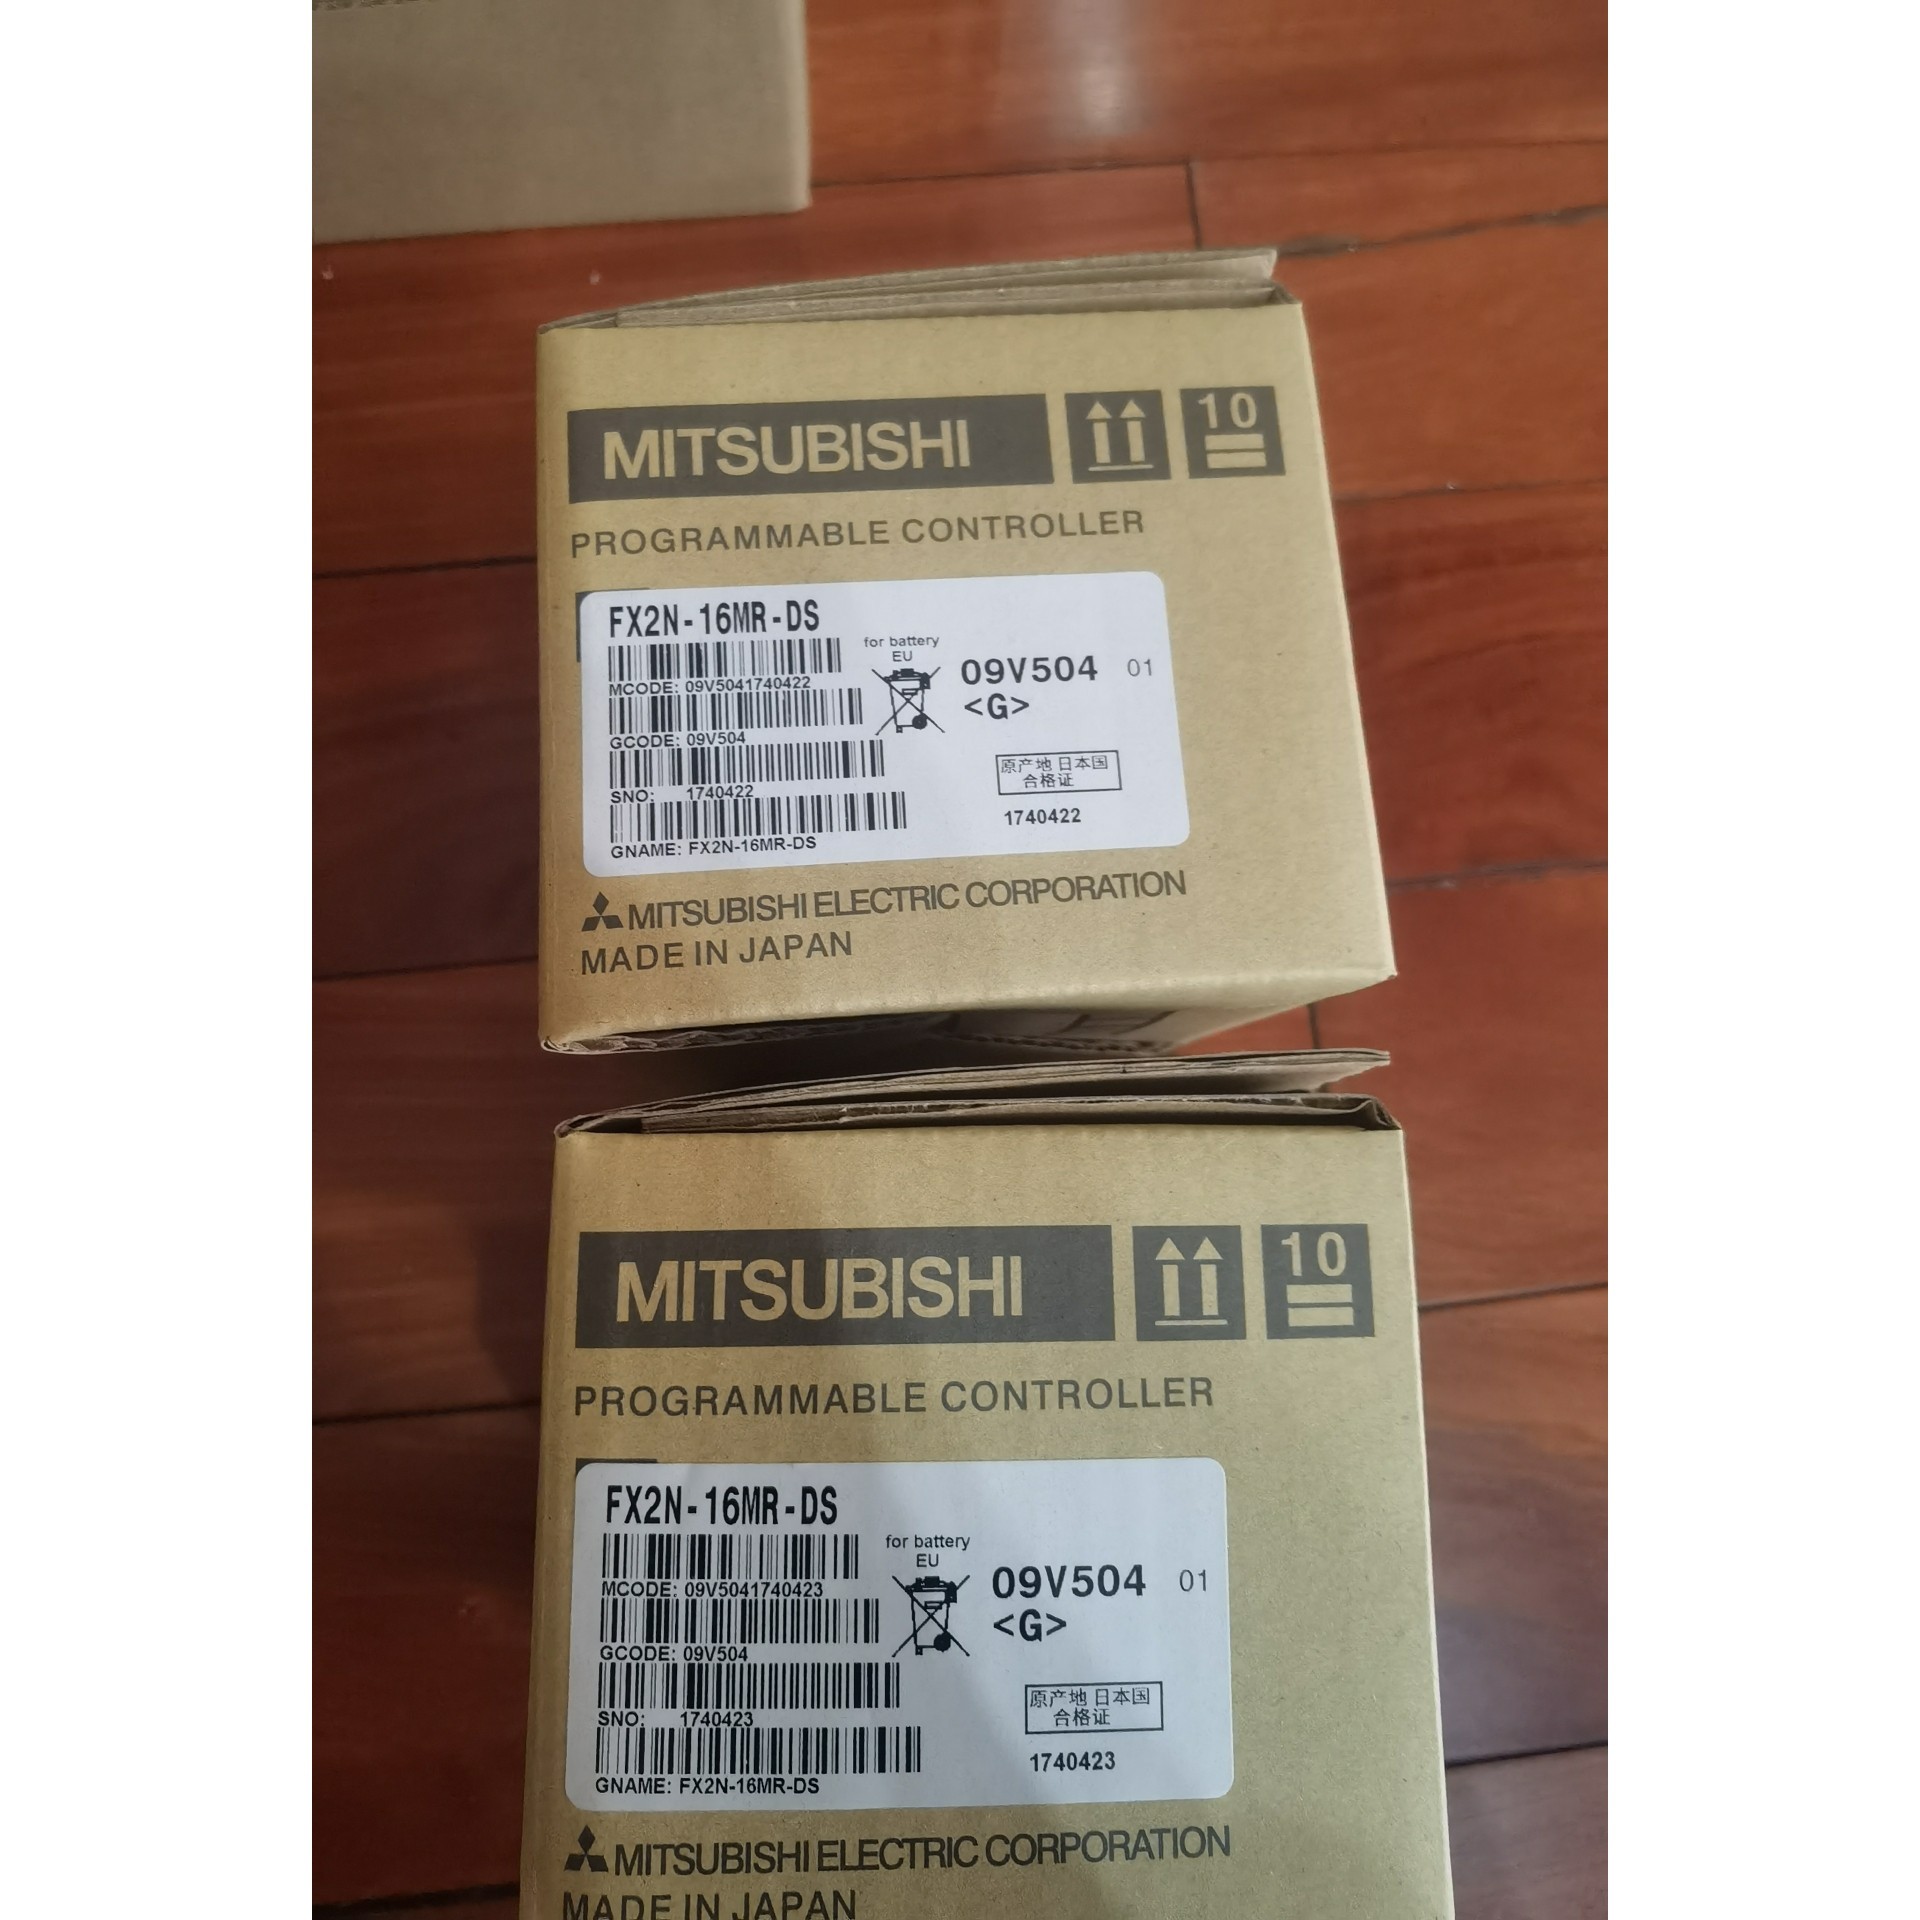 MITSUBISHI
10
PROGRAMMABLE CONTROLLER
FX2N-16MR-DS
for battery
EU
MCODE: 09V5041740422
09V504 01
<G>
GCODE: 09V504
SNO: 1740422
原产地 日本国
合格证
1740422
GNAME: FX2N-16MR-DS
MITSUBISHI ELECTRIC CORPORATION
MADE IN JAPAN
MITSUBISHI
10
PROGRAMMABLE CONTROLLER
FX2N-16MR-DS
for battery
EU
MCODE: 09V5041740423
09V504 01
<G>
GCODE: 09V504
SNO: 1740423
原产地 日本国
合格证
1740423
GNAME: FX2N-16MR-DS
MITSUBISHI ELECTRIC CORPORATION
MADE IN JAPAN